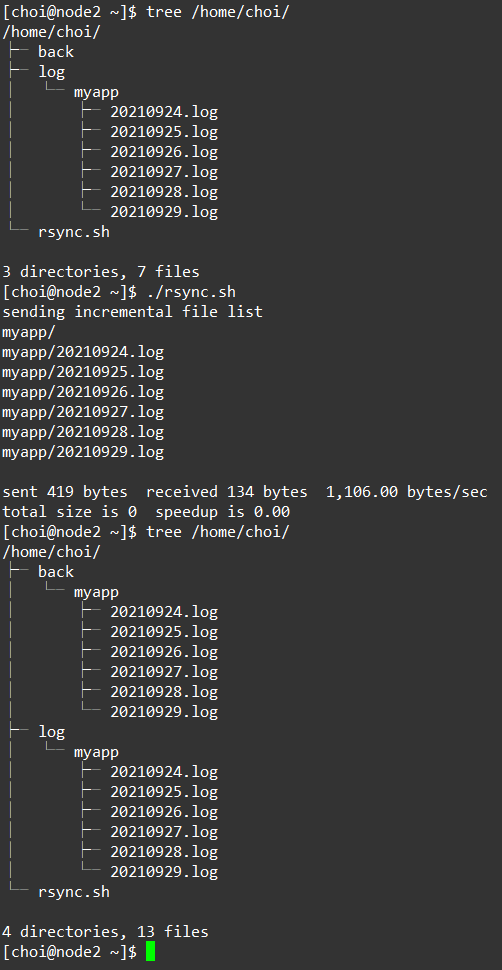 [choi@node2 ~]$ tree /home/choi/
/home/choi/
├─ back
├─ log
│   └─ myapp
│       ├─ 20210924.log
│       ├─ 20210925.log
│       ├─ 20210926.log
│       ├─ 20210927.log
│       ├─ 20210928.log
│       └─ 20210929.log
└─ rsync.sh

3 directories, 7 files
[choi@node2 ~]$ ./rsync.sh
sending incremental file list
myapp/
myapp/20210924.log
myapp/20210925.log
myapp/20210926.log
myapp/20210927.log
myapp/20210928.log
myapp/20210929.log

sent 419 bytes  received 134 bytes  1,106.00 bytes/sec
total size is 0  speedup is 0.00
[choi@node2 ~]$ tree /home/choi/
/home/choi/
├─ back
│   └─ myapp
│       ├─ 20210924.log
│       ├─ 20210925.log
│       ├─ 20210926.log
│       ├─ 20210927.log
│       ├─ 20210928.log
│       └─ 20210929.log
├─ log
│   └─ myapp
│       ├─ 20210924.log
│       ├─ 20210925.log
│       ├─ 20210926.log
│       ├─ 20210927.log
│       ├─ 20210928.log
│       └─ 20210929.log
└─ rsync.sh

4 directories, 13 files
[choi@node2 ~]$